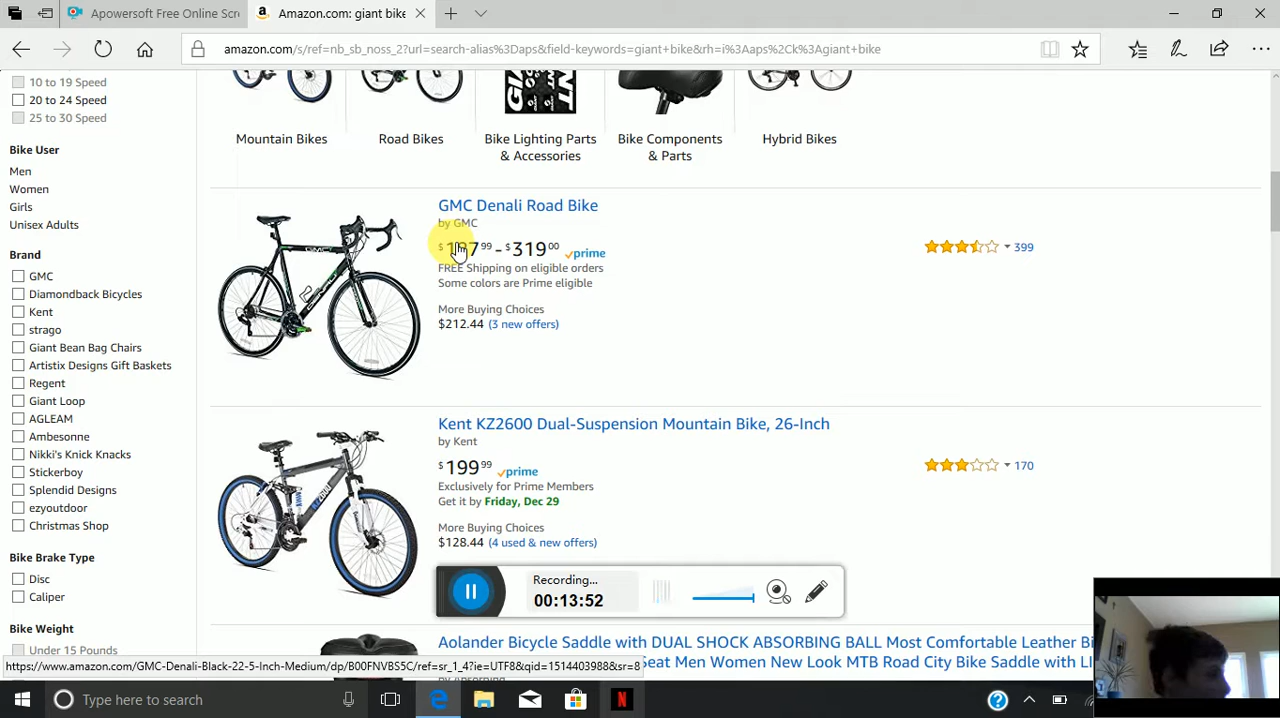 Apowersoft Free Online Scr
Amazon.com: giant bike
amazon.com/s/ref=nb_sb_noss_2?url=search-alias%3Daps&field-keywords=giant+bike&rh=i%3Aaps%2Ck%3Agiant+bike
10 to 19 Speed
20 to 24 Speed
25 to 30 Speed
Bike User
Men
Women
Girls
Unisex Adults
Brand
GMC
Diamondback Bicycles
Kent
strago
Giant Bean Bag Chairs
Artistix Designs Gift Baskets
Regent
Giant Loop
AGLEAM
Ambesonne
Nikki's Knick Knacks
Stickerboy
Splendid Designs
ezyoutdoor
Christmas Shop
Bike Brake Type
Disc
Caliper
Bike Weight
Under 15 Pounds
Mountain Bikes
Road Bikes
Bike Lighting Parts
& Accessories
Bike Components
& Parts
Hybrid Bikes
GMC Denali Road Bike
by GMC
- $319 00 prime
399
FREE Shipping on eligible orders
Some colors are Prime eligible
More Buying Choices
$212.44 (3 new offers)
Kent KZ2600 Dual-Suspension Mountain Bike, 26-Inch
by Kent
$199 99 prime
170
Exclusively for Prime Members
Get it by Friday, Dec 29
More Buying Choices
$128.44 (4 used & new offers)
Recording...
00:13:52
Aolander Bicycle Saddle with DUAL SHOCK ABSORBING BALL Most Comfortable Leather Bi
Seat Men Women New Look MTB Road City Bike Saddle with LI
https://www.amazon.com/GMC-Denali-Black-22-5-Inch-Medium/dp/B00FNVBS5C/ref=sr_1_4?ie=UTF8&qid=1514403988&sr=8
Type here to search